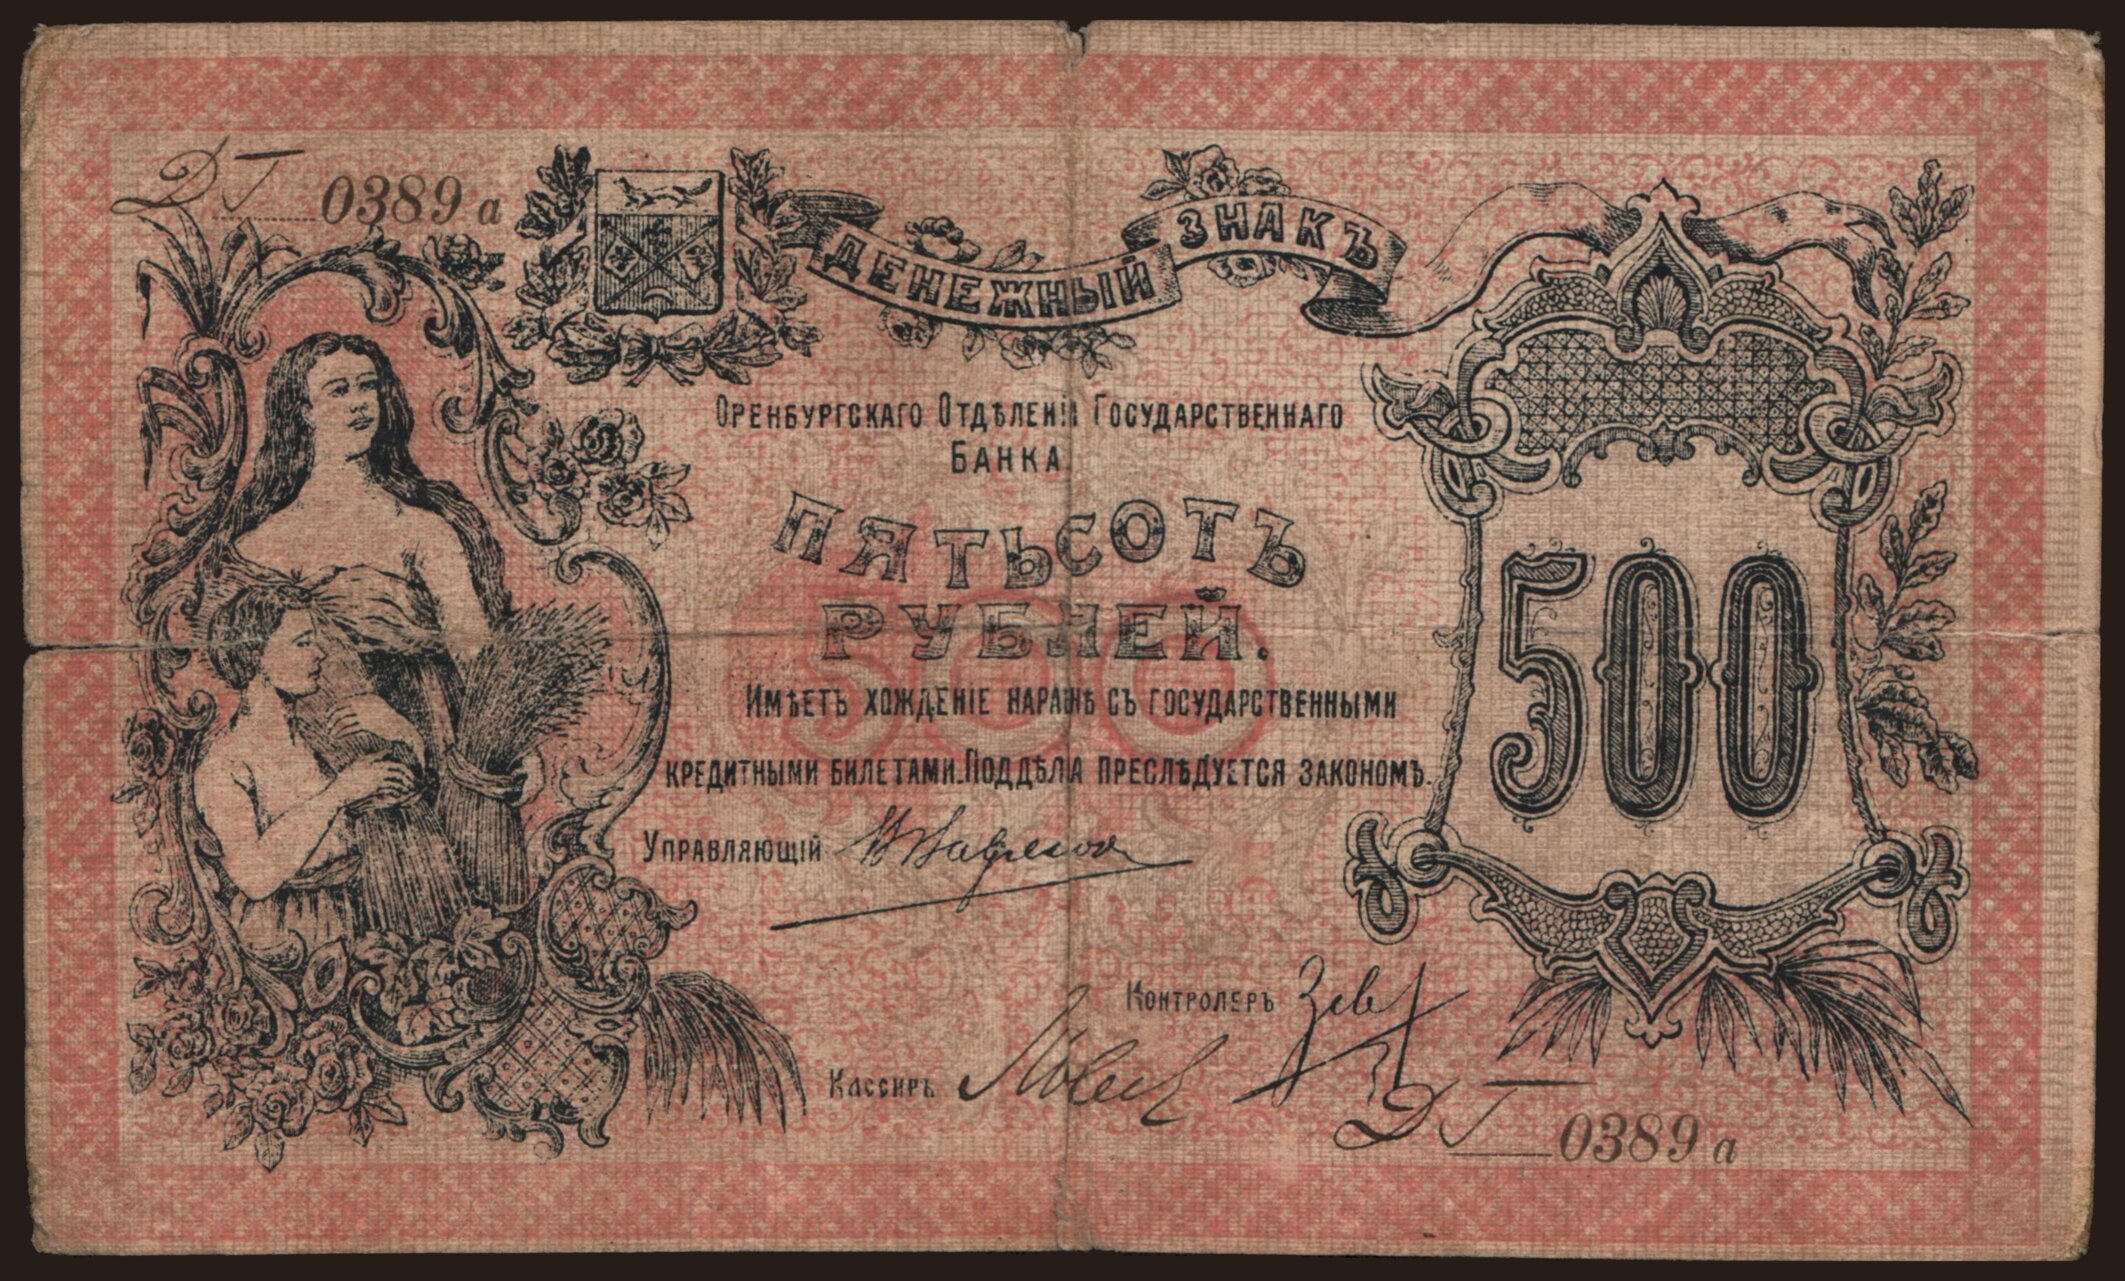 ДГ 0389 а
ДЕНЕЖНЫЙ ЗНАКЪ
ОРЕНБУРГСКАГО ОТДѢЛЕНІЯ ГОСУДАРСТВЕННАГО
БАНКА
ПЯТЬСОТЪ
РУБЛЕЙ.
500
500
ИМѢЕТЪ ХОЖДЕНІЕ НАРАВНѢ СЪ ГОСУДАРСТВЕННЫМИ
КРЕДИТНЫМИ БИЛЕТАМИ. ПОДДѢЛКА ПРЕСЛѢДУЕТСЯ ЗАКОНОМЪ.
УПРАВЛЯЮЩІЙ
КОНТРОЛЕРЪ
КАССИРЪ
ДГ 0389 а